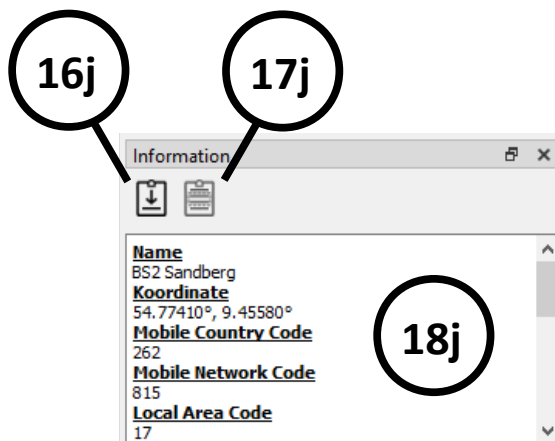 16j
17j
Information
Name
BS2 Sandberg
Koordinate
54.77410°, 9.45580°
Mobile Country Code
262
Mobile Network Code
815
Local Area Code
17
18j